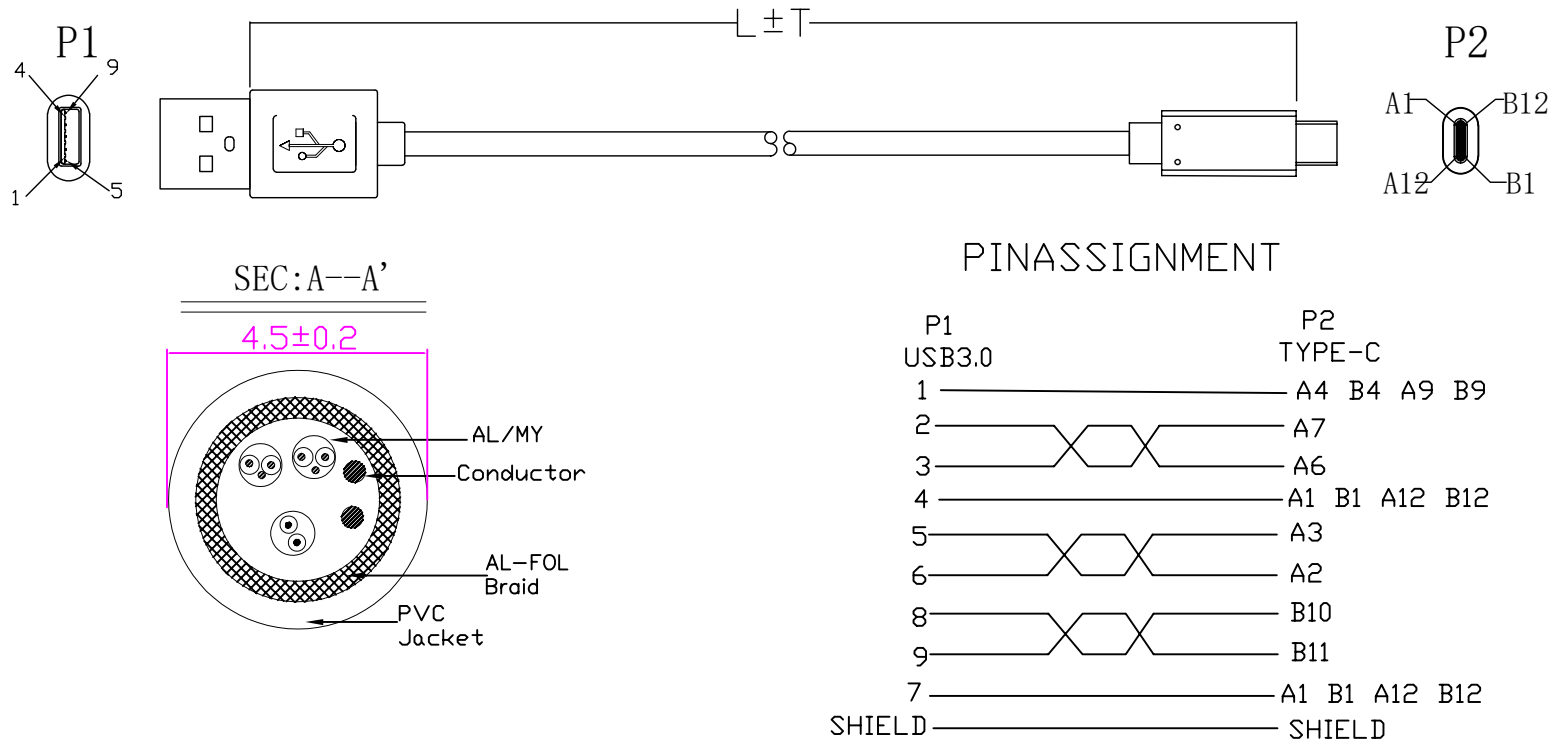 L±T
P1
P2
4
9
1
5
A1
B12
A12
B1
SEC:A--A'
4.5±0.2
AL/MY
Conductor
AL-FOL
Braid
PVC
Jacket
PINASSIGNMENT
P1
P2
USB3.0
TYPE-C
1 A4 B4 A9 B9
2 A7
3 A6
4 A1 B1 A12 B12
5 A3
6 A2
8 B10
9 B11
7 A1 B1 A12 B12
SHIELD SHIELD